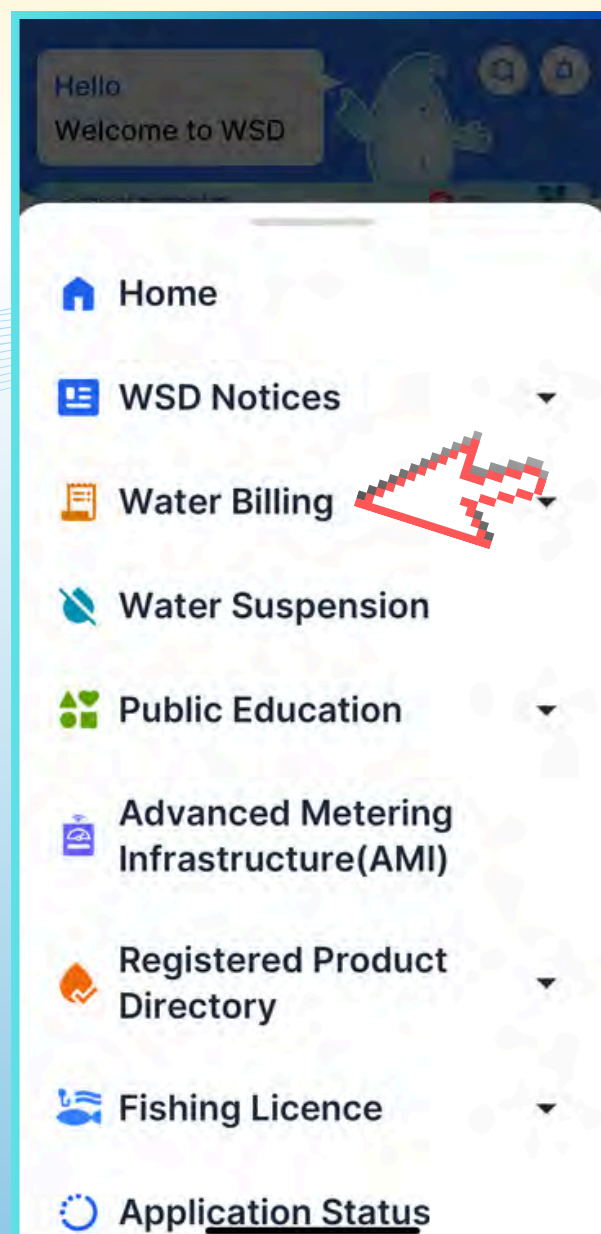 Hello
Welcome to WSD
Home
WSD Notices
Water Billing
Water Suspension
Public Education
Advanced Metering
Infrastructure(AMI)
Registered Product
Directory
Fishing Licence
Application Status